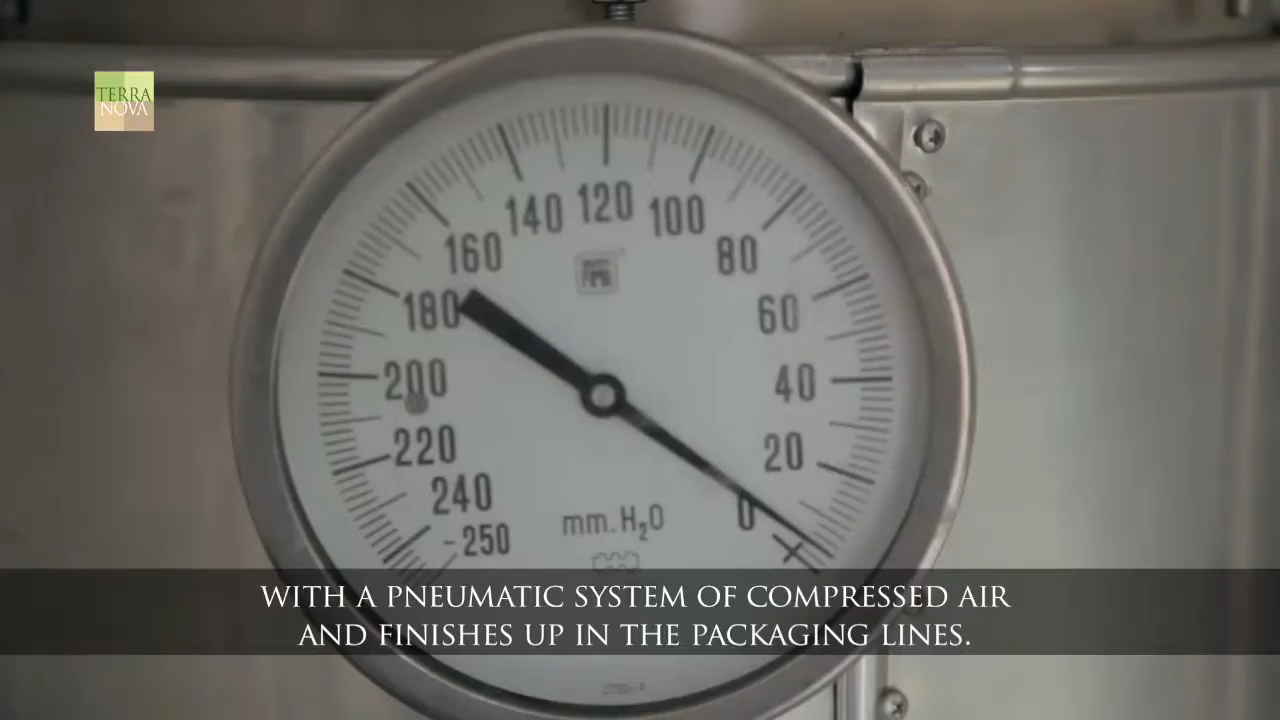 TERRA
NOVA
140 120 100
160 80
180 60
200 40
220 20
240 0
-250
mm. H₂O
WITH A PNEUMATIC SYSTEM OF COMPRESSED AIR
AND FINISHES UP IN THE PACKAGING LINES.